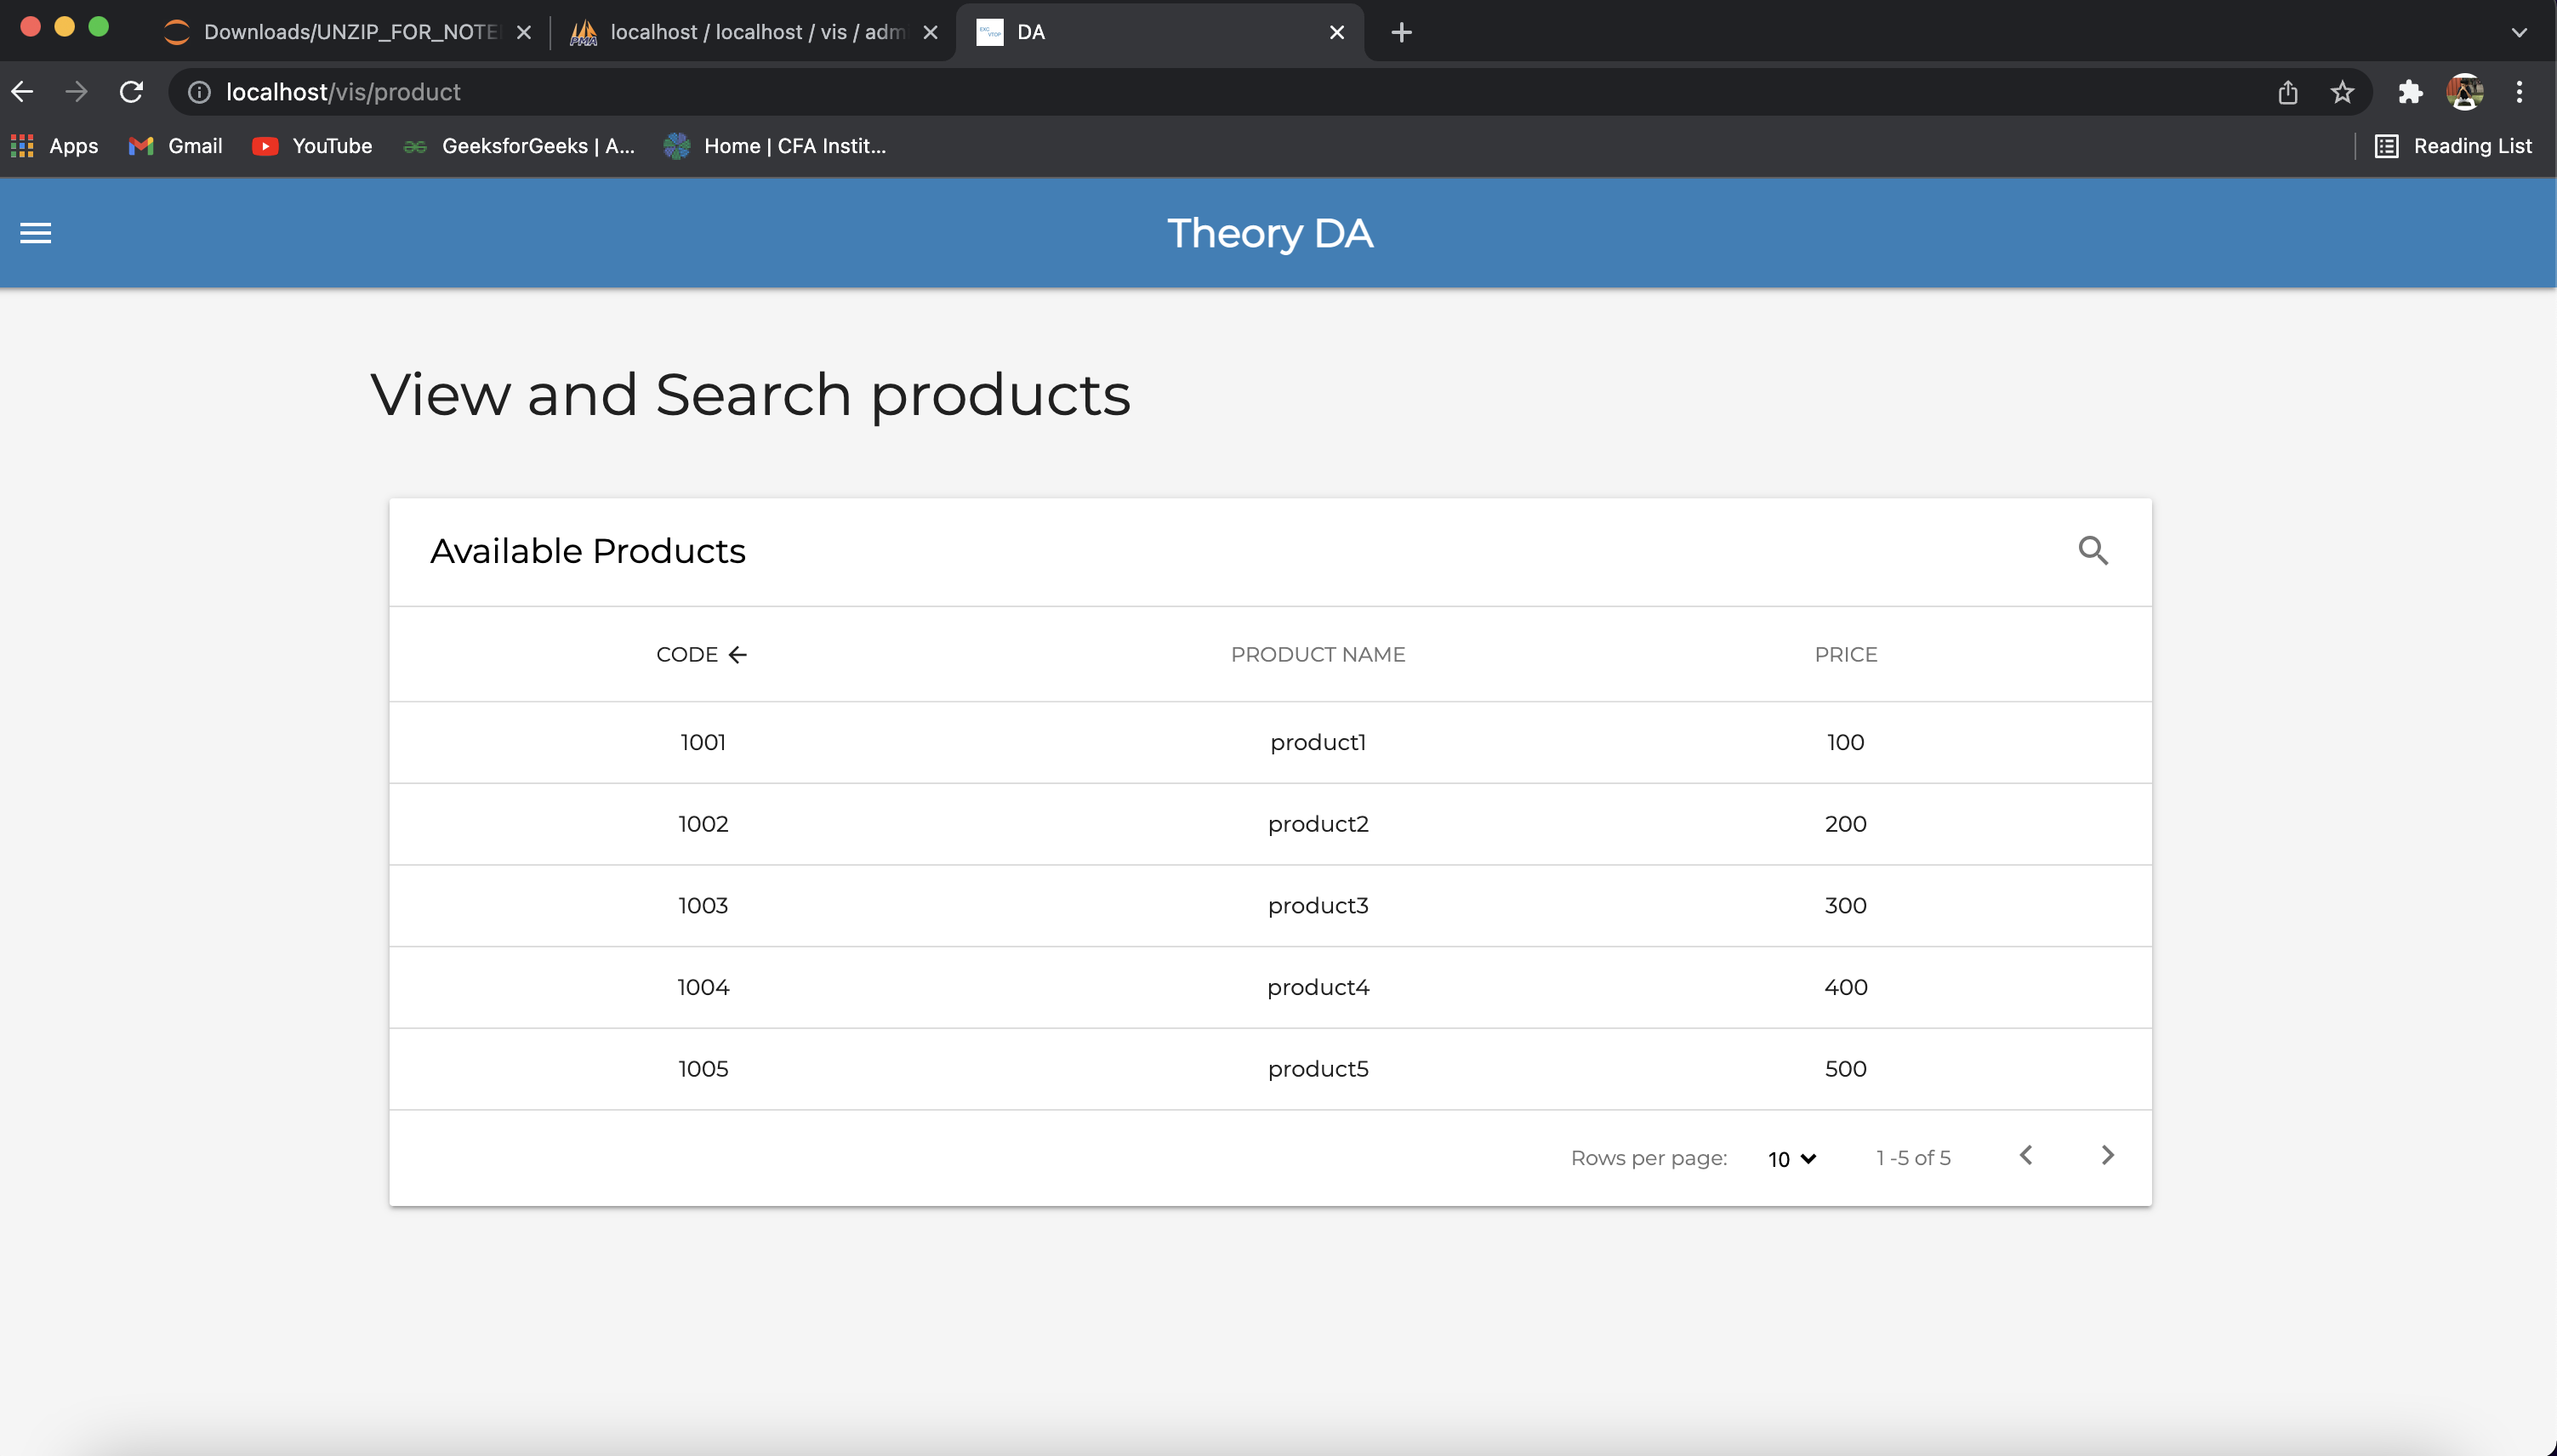 Downloads/UNZIP_FOR_NOTE
localhost / localhost / vis / adm
DA
localhost/vis/product
Apps
Gmail
YouTube
GeeksforGeeks | A...
Home | CFA Instit...
Reading List
Theory DA
View and Search products
Available Products
CODE PRODUCT NAME PRICE
1001 product1 100
1002 product2 200
1003 product3 300
1004 product4 400
1005 product5 500
Rows per page: 10 1 -5 of 5